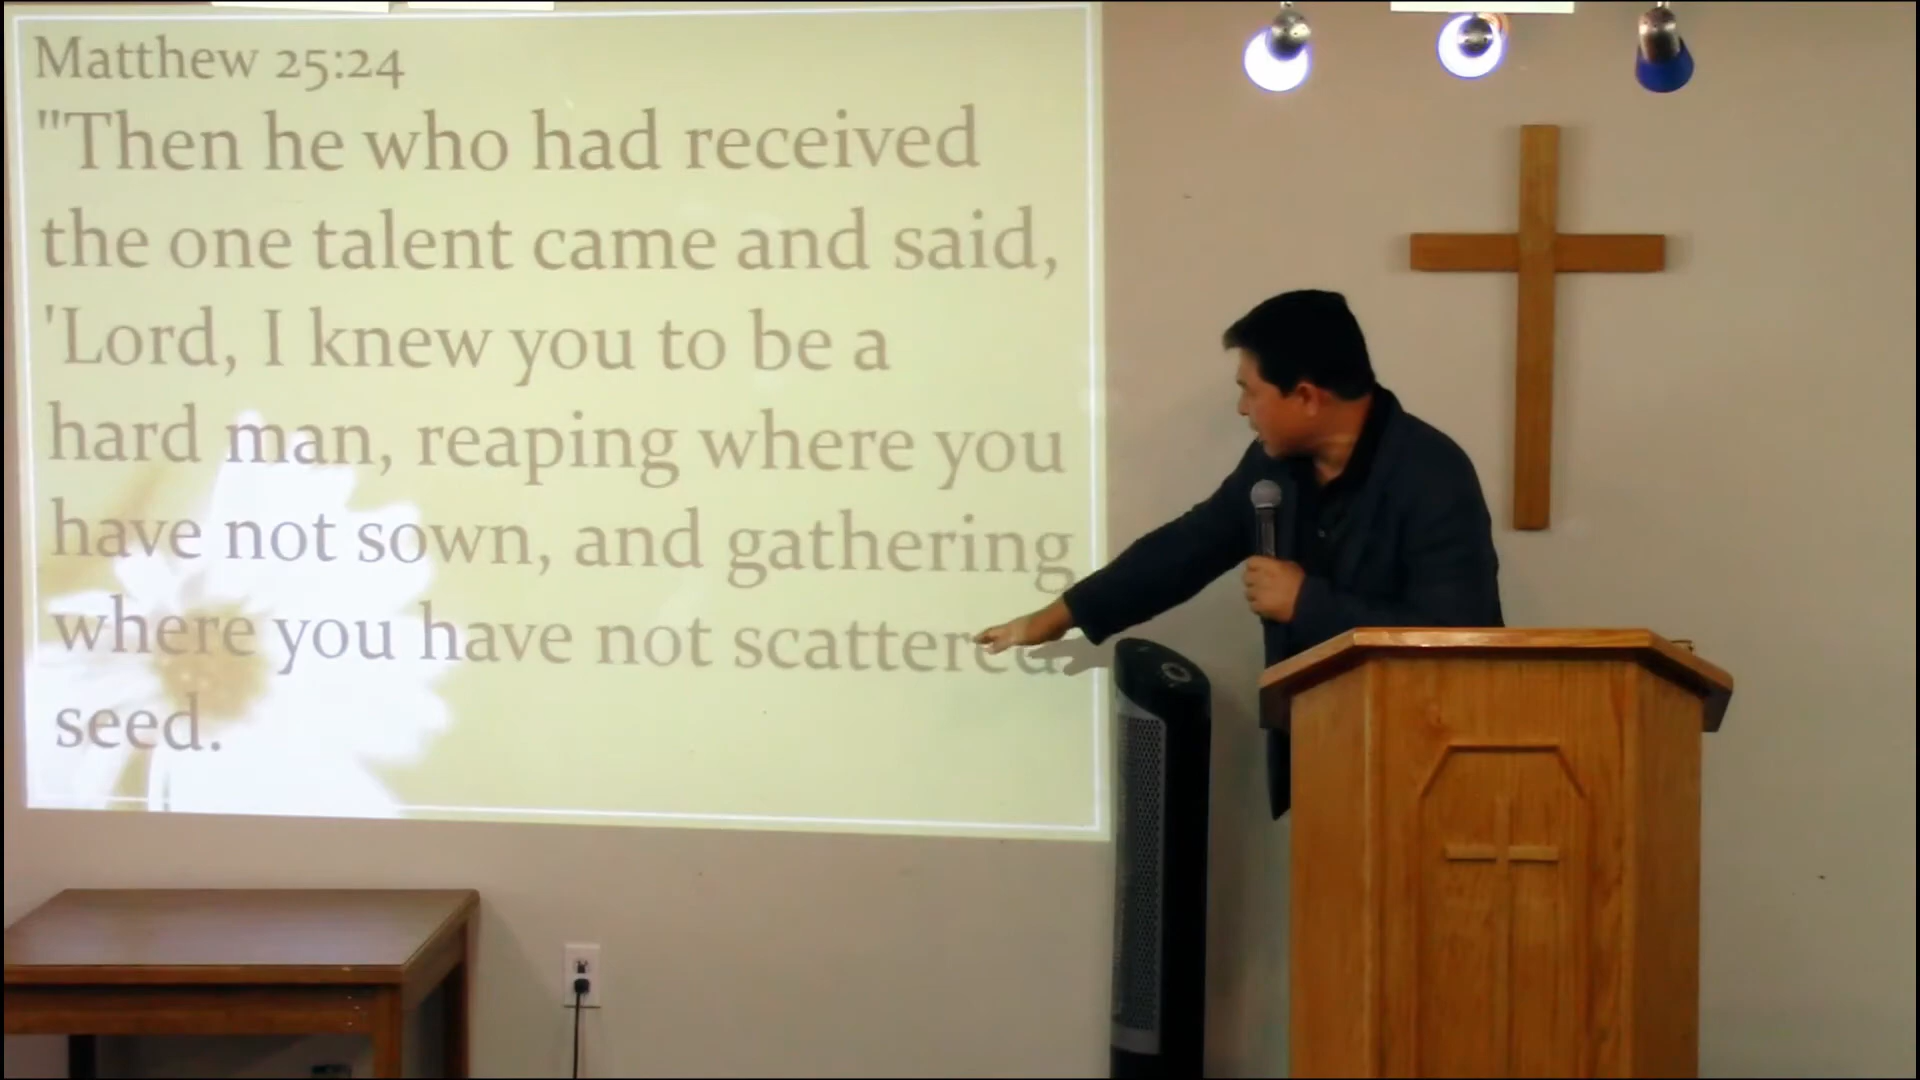 Matthew 25:24
"Then he who had received
the one talent came and said,
'Lord, I knew you to be a
hard man, reaping where you
have not sown, and gathering
where you have not scattered
seed.